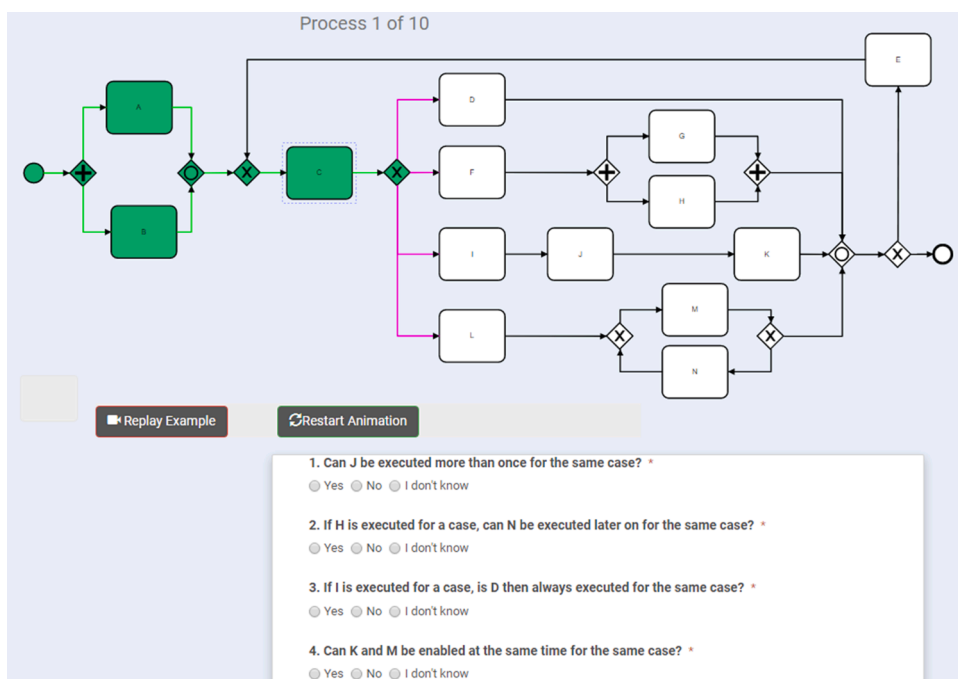 Process 1 of 10
E
A
D
G
C
F
H
B
I
J
K
M
L
N
Replay Example
Restart Animation
1. Can J be executed more than once for the same case? *
Yes No I don't know
2. If H is executed for a case, can N be executed later on for the same case? *
Yes No I don't know
3. If I is executed for a case, is D then always executed for the same case? *
Yes No I don't know
4. Can K and M be enabled at the same time for the same case? *
Yes No I don't know